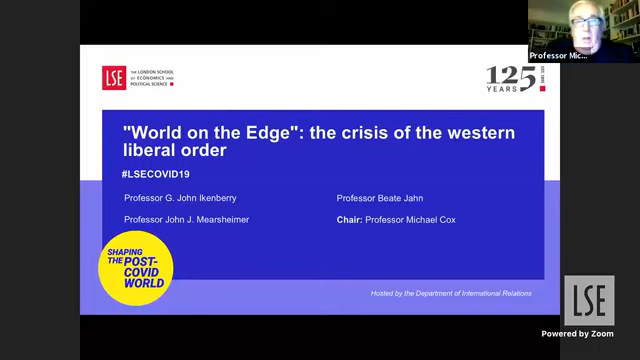 Professor Mic...
LSE
THE LONDON SCHOOL
OF ECONOMICS AND
POLITICAL SCIENCE
125
YEARS
"World on the Edge": the crisis of the western
liberal order
#LSECOVID19
Professor G. John Ikenberry
Professor Beate Jahn
Professor John J. Mearsheimer
Chair: Professor Michael Cox
SHAPING
THE POST-
COVID
WORLD
Hosted by the Department of International Relations
LSE
Powered by Zoom